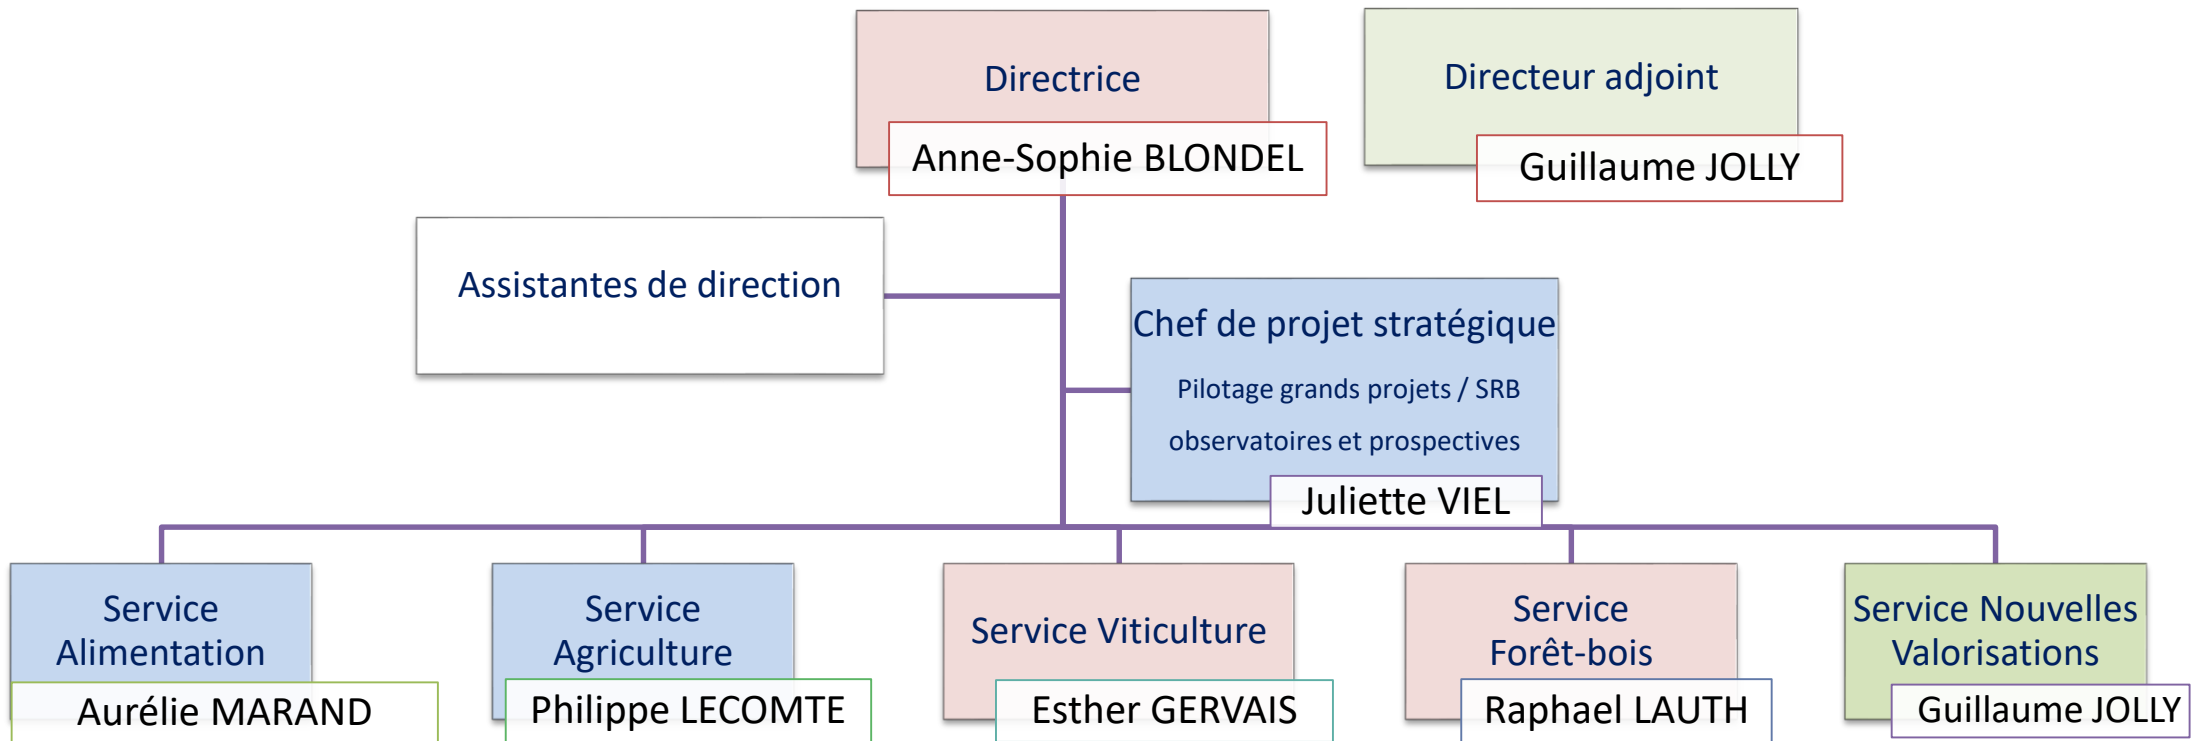 Directrice
Anne-Sophie BLONDEL
Directeur adjoint
Guillaume JOLLY
Assistantes de direction
Chef de projet stratégique
Pilotage grands projets / SRB
observatoires et prospectives
Juliette VIEL
Service
Alimentation
Aurélie MARAND
Service
Agriculture
Philippe LECOMTE
Service Viticulture
Esther GERVAIS
Service
Forêt-bois
Raphael LAUTH
Service Nouvelles
Valorisations
Guillaume JOLLY